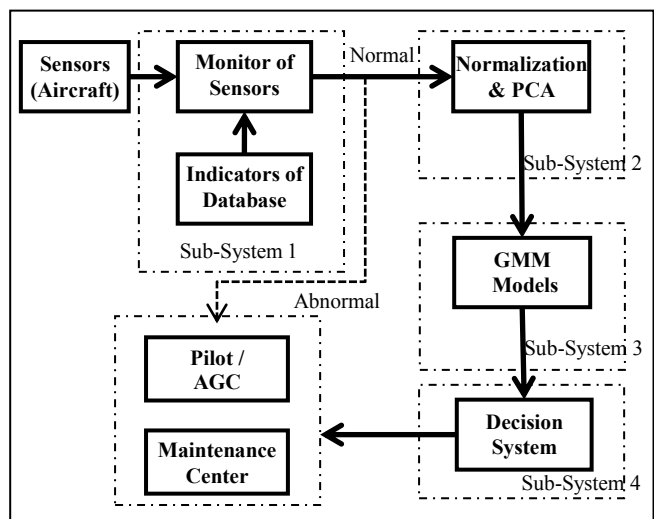 Sensors
(Aircraft)
Monitor of
Sensors
Normal
Normalization
& PCA
Indicators of
Database
Sub-System 1
Sub-System 2
GMM
Models
Sub-System 3
Abnormal
Pilot /
AGC
Maintenance
Center
Decision
System
Sub-System 4